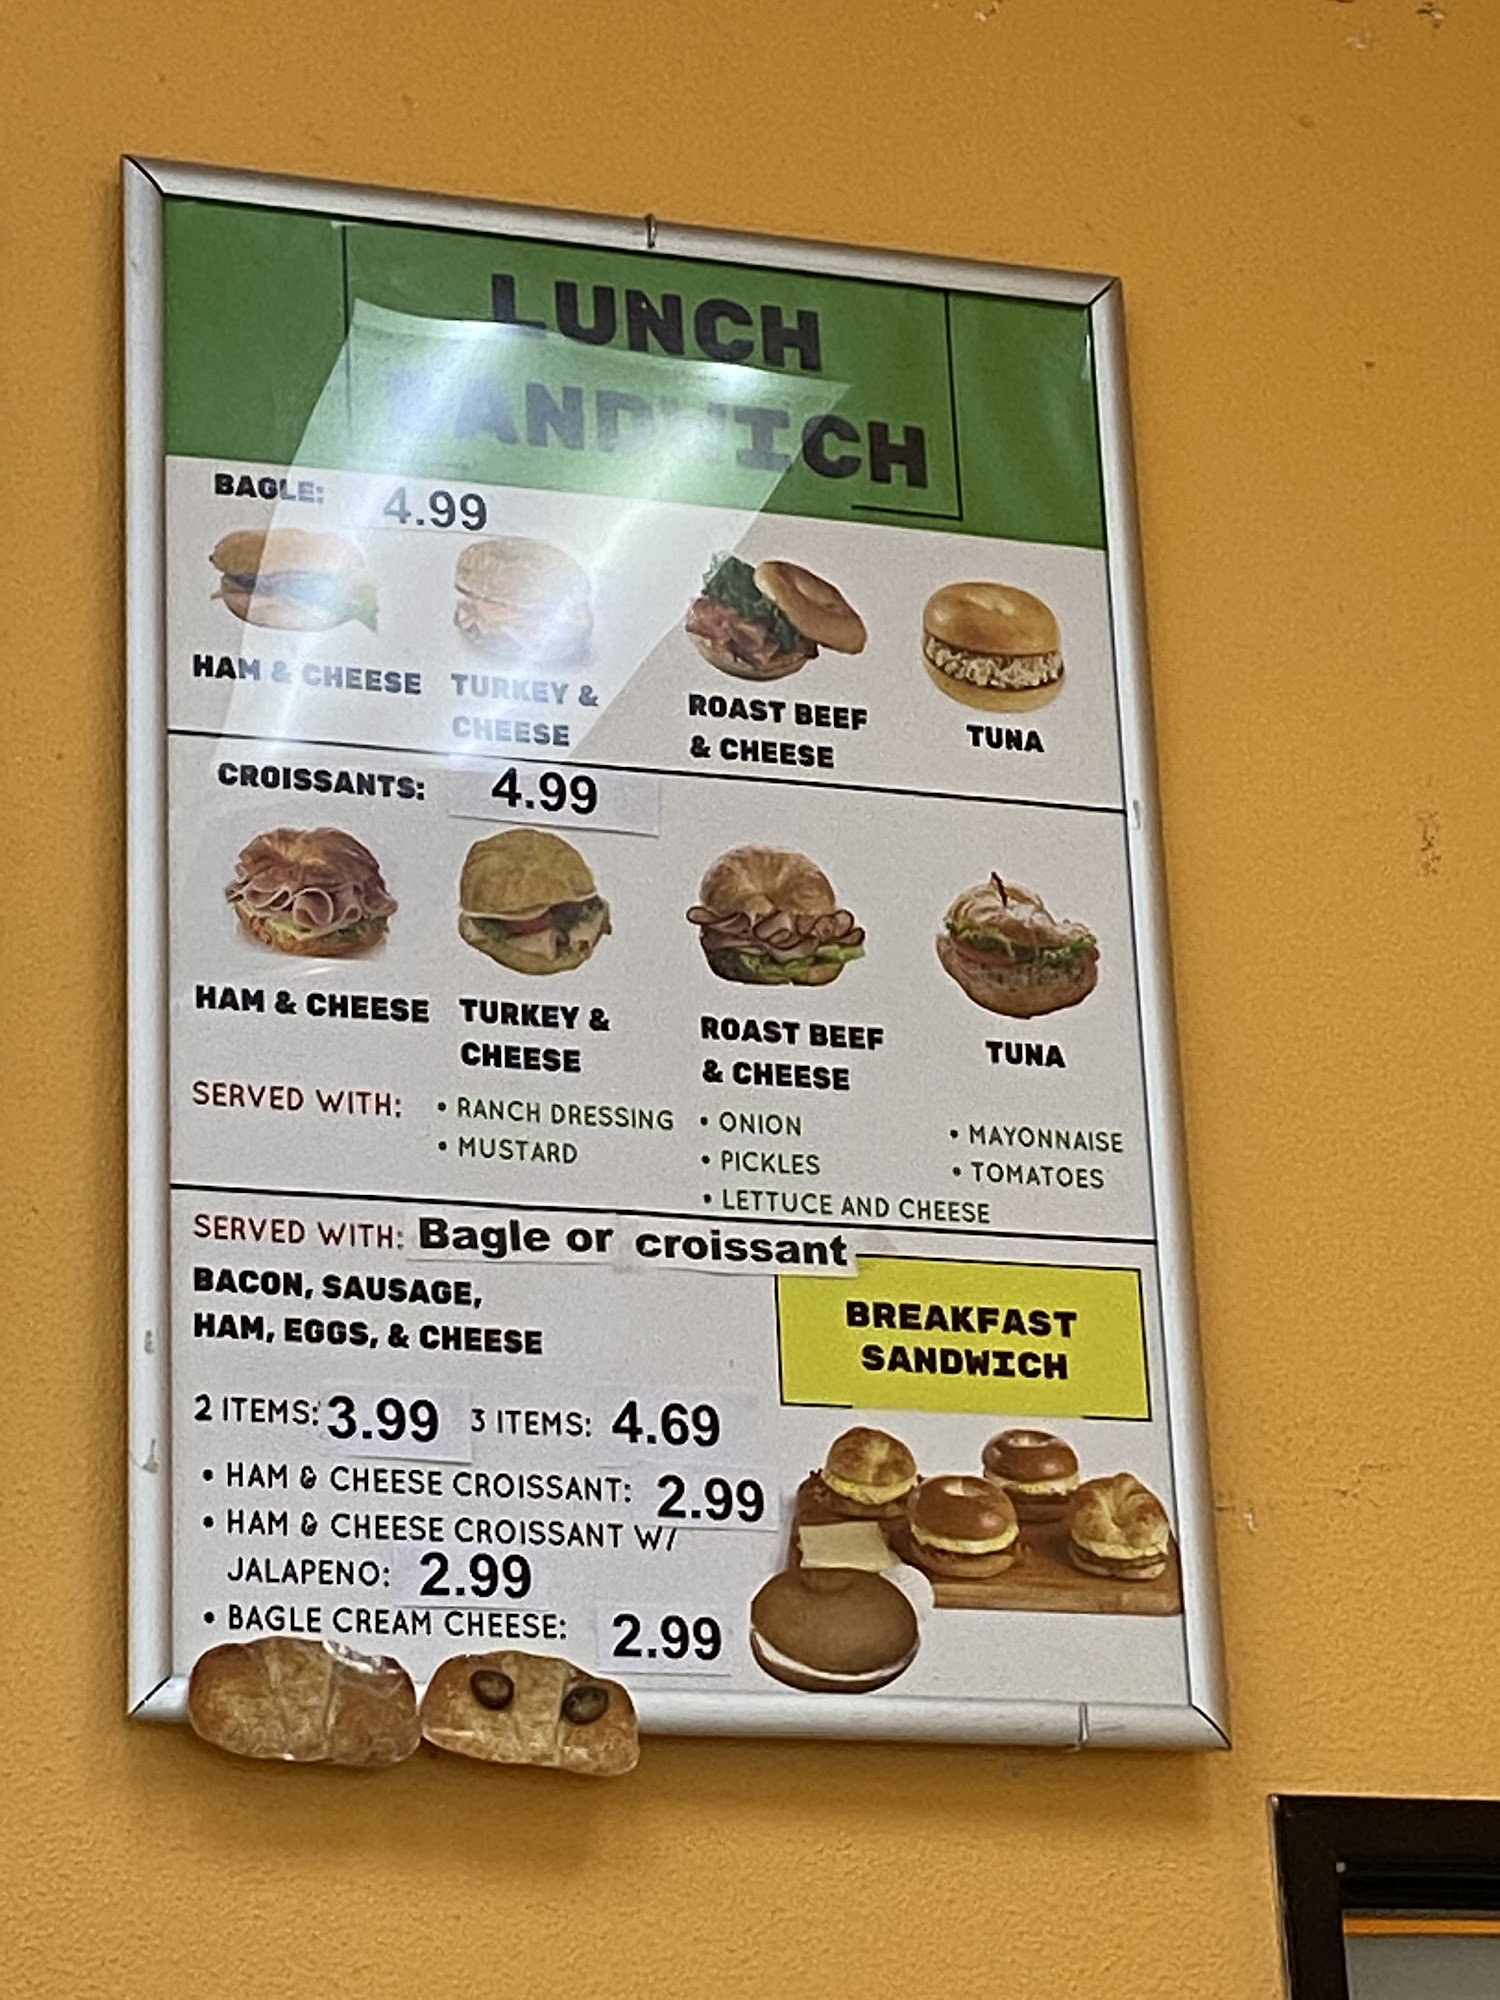 LUNCH
SANDWICH
BAGLE: 4.99
HAM & CHEESE
TURKEY &
CHEESE
ROAST BEEF
& CHEESE
TUNA
CROISSANTS: 4.99
HAM & CHEESE
TURKEY &
CHEESE
ROAST BEEF
& CHEESE
TUNA
SERVED WITH:
• RANCH DRESSING
• MUSTARD
• ONION
• PICKLES
• LETTUCE AND CHEESE
• MAYONNAISE
• TOMATOES
SERVED WITH: Bagle or croissant
BACON, SAUSAGE,
HAM, EGGS, & CHEESE
BREAKFAST
SANDWICH
2 ITEMS: 3.99 3 ITEMS: 4.69
• HAM & CHEESE CROISSANT: 2.99
• HAM & CHEESE CROISSANT W/
JALAPENO: 2.99
• BAGLE CREAM CHEESE: 2.99